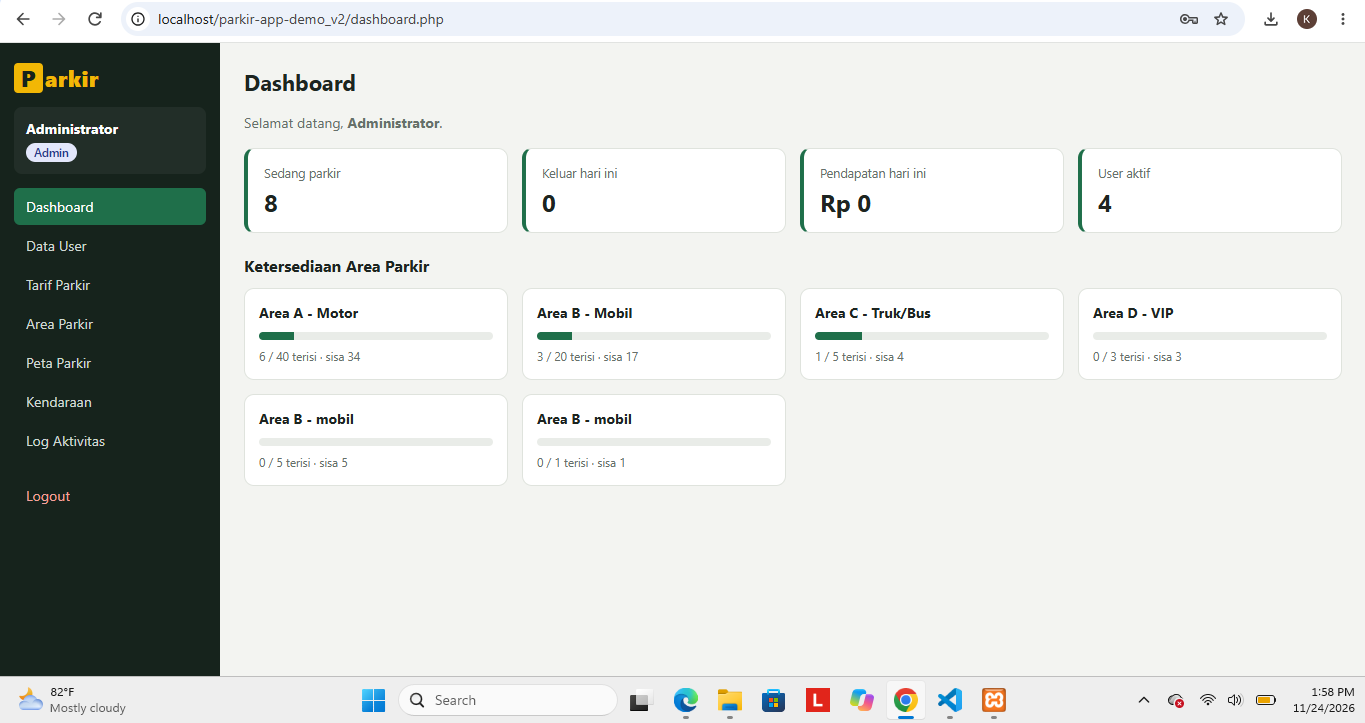 localhost/parkir-app-demo_v2/dashboard.php
K
Parkir
Administrator
Admin
Dashboard
Data User
Tarif Parkir
Area Parkir
Peta Parkir
Kendaraan
Log Aktivitas
Logout
Dashboard
Selamat datang, Administrator.
Sedang parkir
8
Keluar hari ini
0
Pendapatan hari ini
Rp 0
User aktif
4
Ketersediaan Area Parkir
Area A - Motor
6 / 40 terisi · sisa 34
Area B - Mobil
3 / 20 terisi · sisa 17
Area C - Truk/Bus
1 / 5 terisi · sisa 4
Area D - VIP
0 / 3 terisi · sisa 3
Area B - mobil
0 / 5 terisi · sisa 5
Area B - mobil
0 / 1 terisi · sisa 1
82°F
Mostly cloudy
Search
L
1:58 PM
11/24/2026